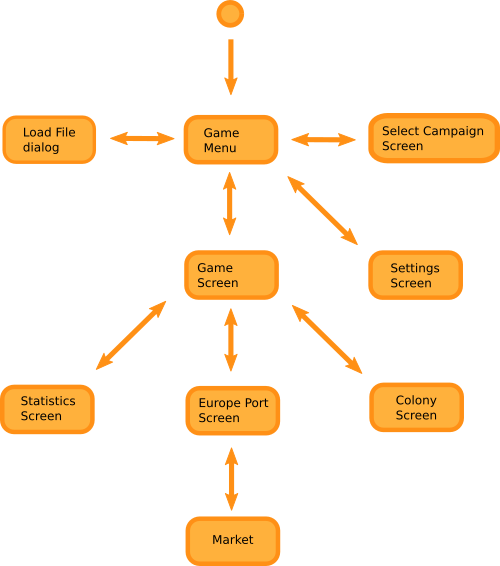 Load File
dialog
Game
Menu
Select Campaign
Screen
Game
Screen
Settings
Screen
Statistics
Screen
Europe Port
Screen
Colony
Screen
Market